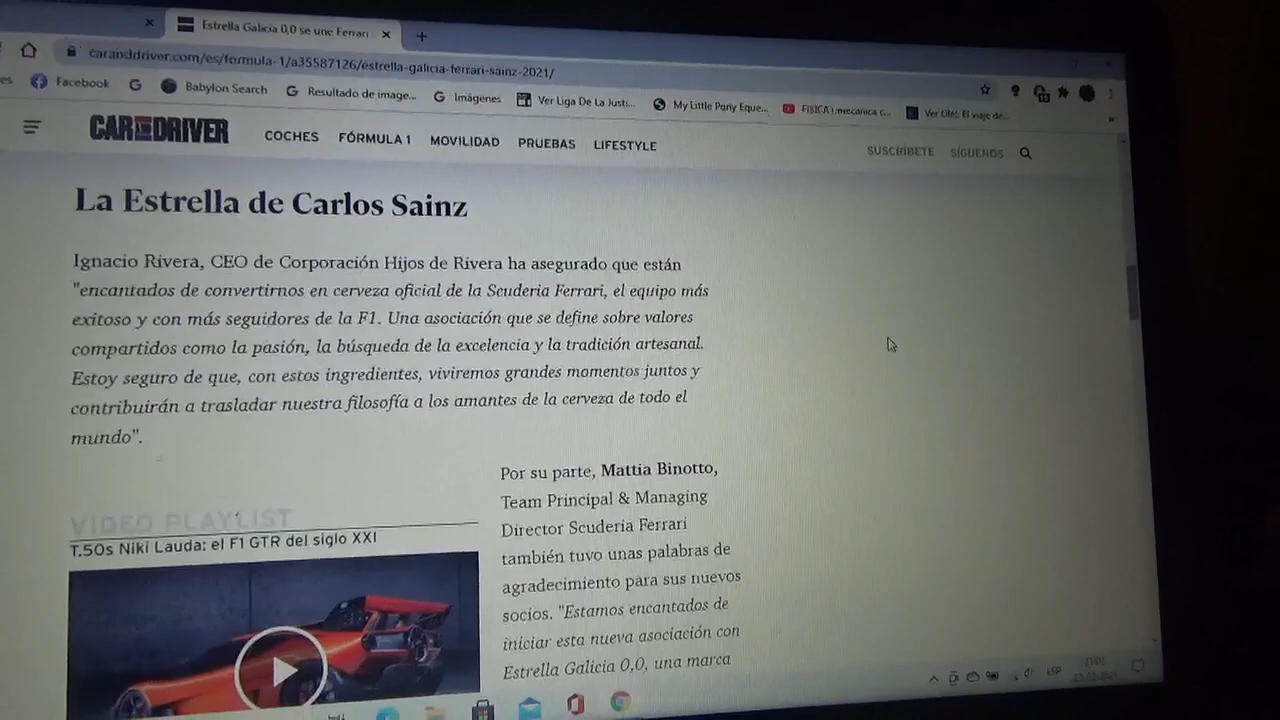 Estrella Galicia 0,0 se une Ferrari
caranddriver.com/es/formula-1/a35587126/estrella-galicia-ferrari-sainz-2021/
es Facebook Babylon Search Resultado de image... Imágenes Ver Liga De La Justi... My Little Pony Eque... FISICA I mecánica c... Ver Olé: El viaje de...
CAR AND DRIVER COCHES FÓRMULA 1 MOVILIDAD PRUEBAS LIFESTYLE SUSCRÍBETE SÍGUENOS
La Estrella de Carlos Sainz
Ignacio Rivera, CEO de Corporación Hijos de Rivera ha asegurado que están
"encantados de convertirnos en cerveza oficial de la Scuderia Ferrari, el equipo más
exitoso y con más seguidores de la F1. Una asociación que se define sobre valores
compartidos como la pasión, la búsqueda de la excelencia y la tradición artesanal.
Estoy seguro de que, con estos ingredientes, viviremos grandes momentos juntos y
contribuirán a trasladar nuestra filosofía a los amantes de la cerveza de todo el
mundo".
VIDEO PLAYLIST
T.50s Niki Lauda: el F1 GTR del siglo XXI
Por su parte, Mattia Binotto,
Team Principal & Managing
Director Scuderia Ferrari
también tuvo unas palabras de
agradecimiento para sus nuevos
socios. "Estamos encantados de
iniciar esta nueva asociación con
Estrella Galicia 0,0, una marca
ESP